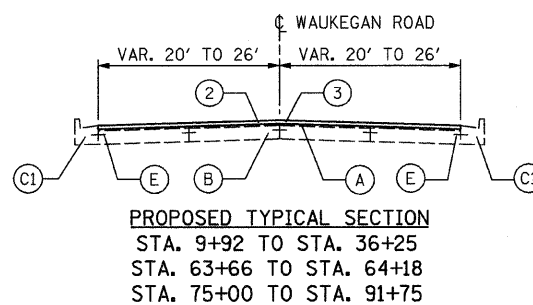 ℄ WAUKEGAN ROAD
VAR. 20' TO 26' VAR. 20' TO 26'
2 3
C1 E B A E C1
PROPOSED TYPICAL SECTION
STA. 9+92 TO STA. 36+25
STA. 63+66 TO STA. 64+18
STA. 75+00 TO STA. 91+75